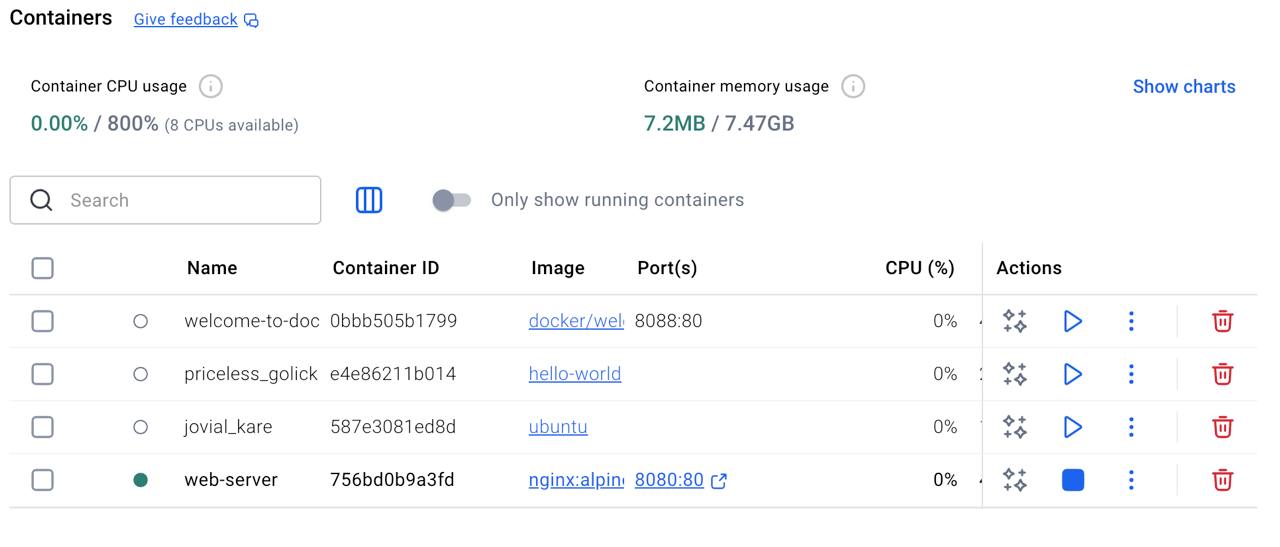 Containers Give feedback
Container CPU usage
0.00% / 800% (8 CPUs available)
Container memory usage
7.2MB / 7.47GB
Show charts
Search
Only show running containers
Name Container ID Image Port(s) CPU (%) Actions
welcome-to-doc 0bbb505b1799 docker/wel 8088:80 0%
priceless_golick e4e86211b014 hello-world 0%
jovial_kare 587e3081ed8d ubuntu 0%
web-server 756bd0b9a3fd nginx:alpin 8080:80 0%